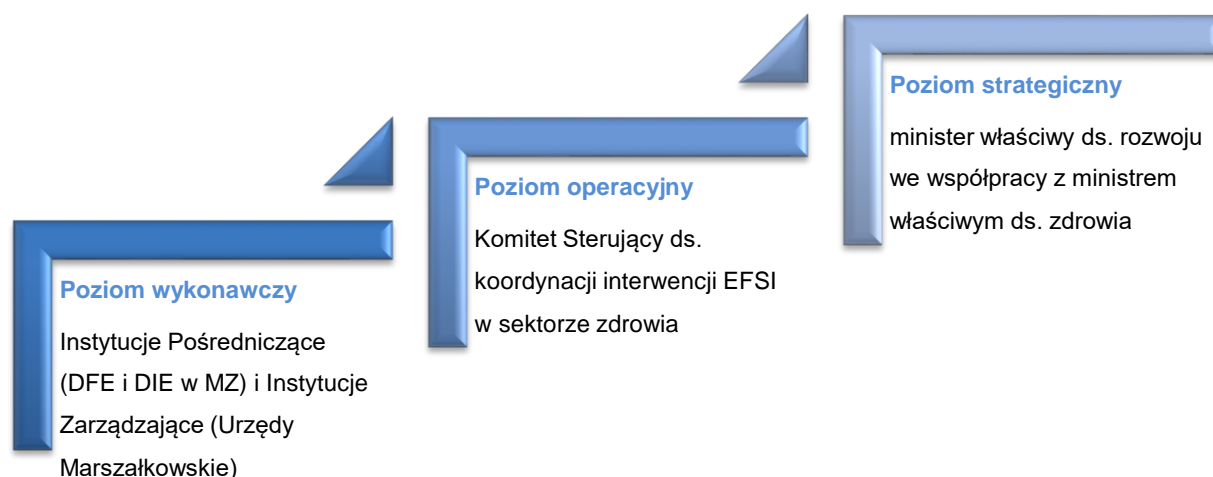 Poziom wykonawczy
Instytucje Pośredniczące
(DFE i DIE w MZ) i Instytucje
Zarządzające (Urzędy
Marszałkowskie)
Poziom operacyjny
Komitet Sterujący ds.
koordynacji interwencji EFSI
w sektorze zdrowia
Poziom strategiczny
minister właściwy ds. rozwoju
we współpracy z ministrem
właściwym ds. zdrowia